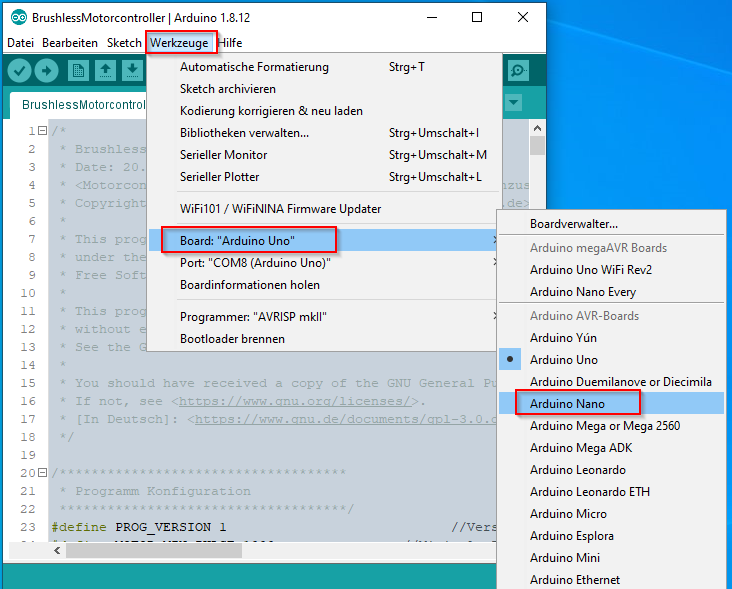 BrushlessMotorcontroller | Arduino 1.8.12
Datei Bearbeiten Sketch Werkzeuge Hilfe
BrushlessMotorcontrol
Automatische Formatierung Strg+T
Sketch archivieren
Kodierung korrigieren & neu laden
Bibliotheken verwalten... Strg+Umschalt+I
Serieller Monitor Strg+Umschalt+M
Serieller Plotter Strg+Umschalt+L
WiFi101 / WiFiNINA Firmware Updater
Board: "Arduino Uno"
Port: "COM8 (Arduino Uno)"
Boardinformationen holen
Programmer: "AVRISP mkII"
Bootloader brennen
Boardverwalter...
Arduino megaAVR Boards
Arduino Uno WiFi Rev2
Arduino Nano Every
Arduino AVR-Boards
Arduino Yún
Arduino Uno
Arduino Duemilanove or Diecimila
Arduino Nano
Arduino Mega or Mega 2560
Arduino Mega ADK
Arduino Leonardo
Arduino Leonardo ETH
Arduino Micro
Arduino Esplora
Arduino Mini
Arduino Ethernet
1 /*
2 * Brushless
3 * Date: 20.
4 * <Motorcon nzus
5 * Copyright .de>
6 *
7 * This prog
8 * under the
9 * Free Soft
10 *
11 * This prog
12 * without e
13 * See the G
14 *
15 * You should have received a copy of the GNU General Pu
16 * If not, see <https://www.gnu.org/licenses/>.
17 * [In Deutsch]: <https://www.gnu.de/documents/gpl-3.0.d
18 */
19
20 /************************************
21 * Programm Konfiguration
22 ************************************/
23 #define PROG_VERSION 1 //Vers